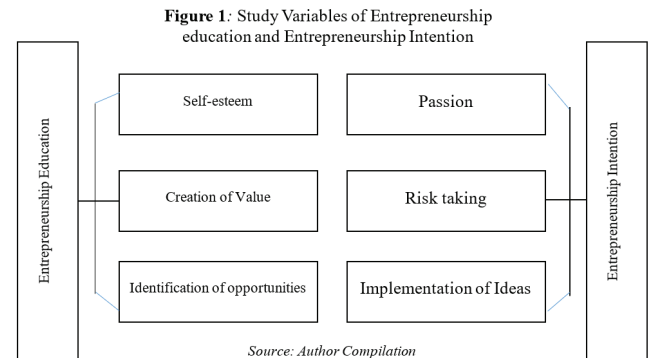 Figure 1: Study Variables of Entrepreneurship
education and Entrepreneurship Intention
Entrepreneurship Education
Self-esteem
Creation of Value
Identification of opportunities
Passion
Risk taking
Implementation of Ideas
Entrepreneurship Intention
Source: Author Compilation